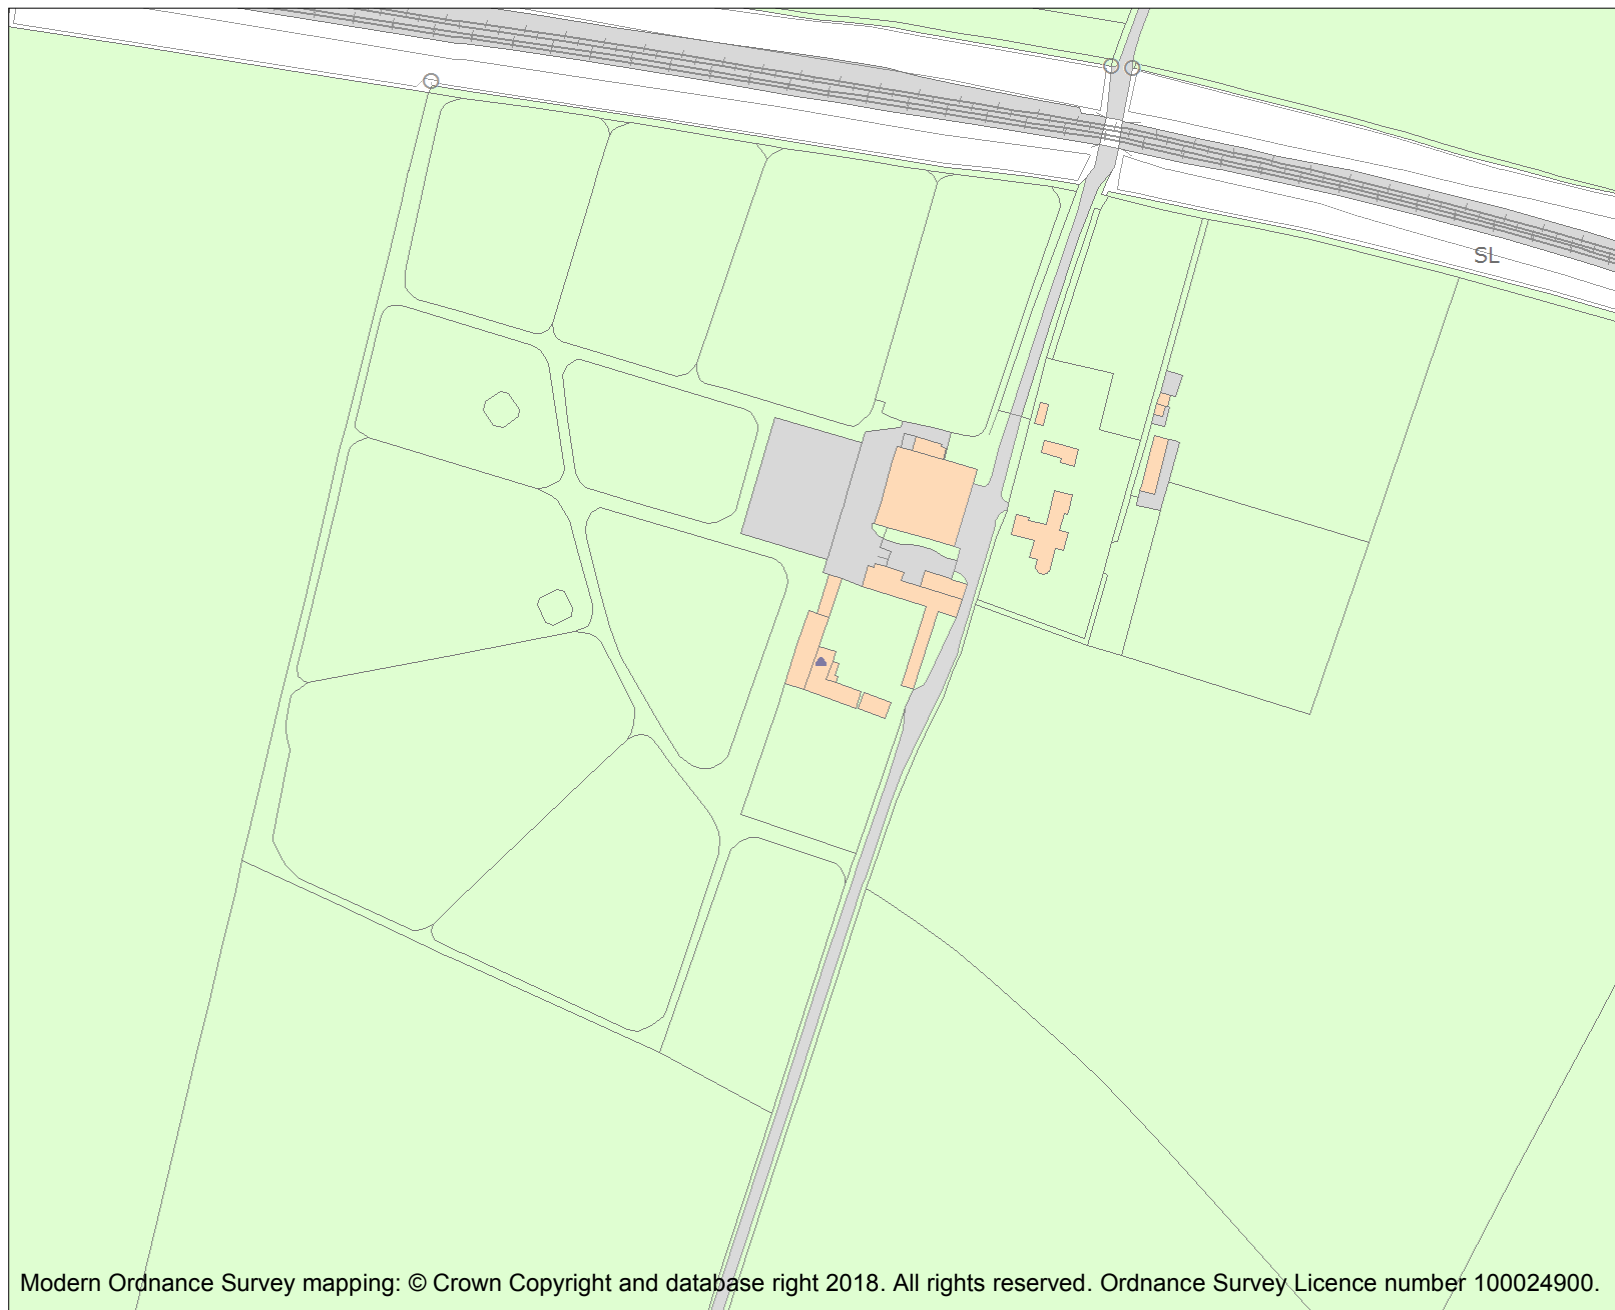 SL
Modern Ordnance Survey mapping: © Crown Copyright and database right 2018. All rights reserved. Ordnance Survey Licence number 100024900.